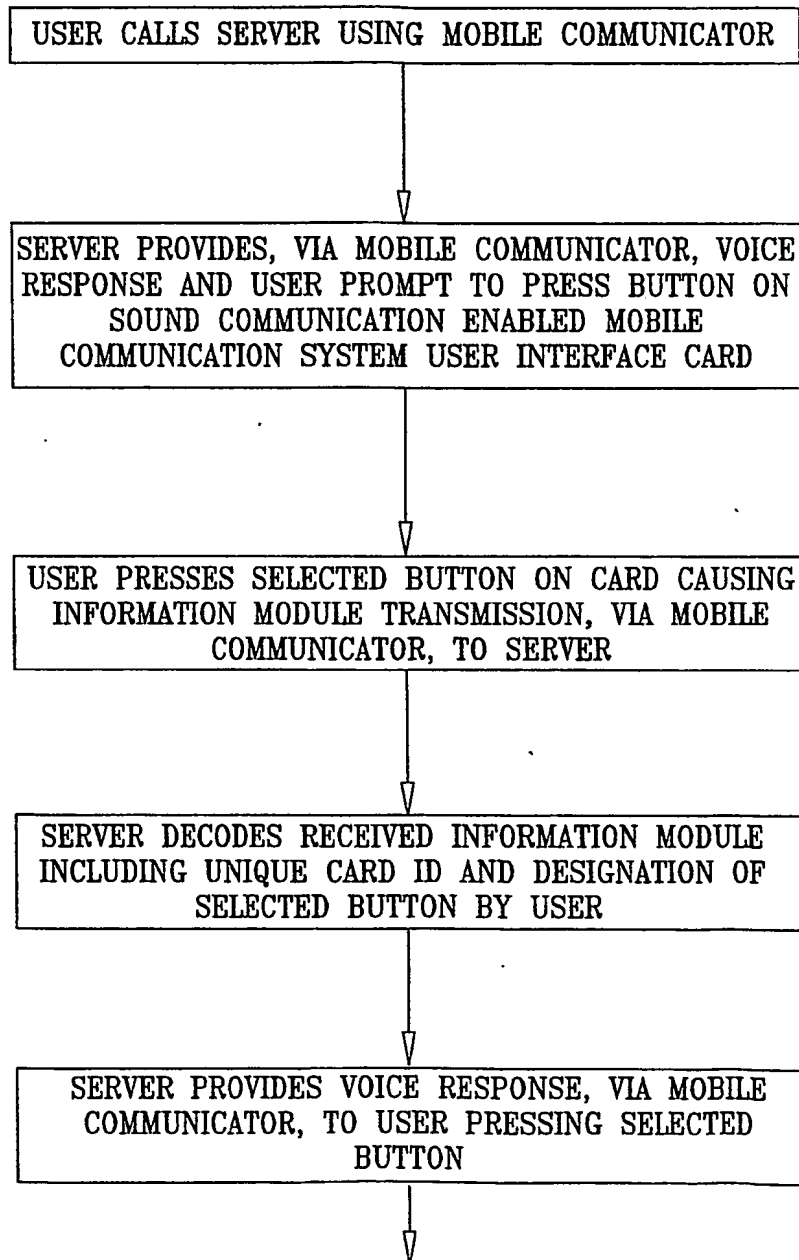 USER CALLS SERVER USING MOBILE COMMUNICATOR
SERVER PROVIDES, VIA MOBILE COMMUNICATOR, VOICE
RESPONSE AND USER PROMPT TO PRESS BUTTON ON
SOUND COMMUNICATION ENABLED MOBILE
COMMUNICATION SYSTEM USER INTERFACE CARD
USER PRESSES SELECTED BUTTON ON CARD CAUSING
INFORMATION MODULE TRANSMISSION, VIA MOBILE
COMMUNICATOR, TO SERVER
SERVER DECODES RECEIVED INFORMATION MODULE
INCLUDING UNIQUE CARD ID AND DESIGNATION OF
SELECTED BUTTON BY USER
SERVER PROVIDES VOICE RESPONSE, VIA MOBILE
COMMUNICATOR, TO USER PRESSING SELECTED
BUTTON